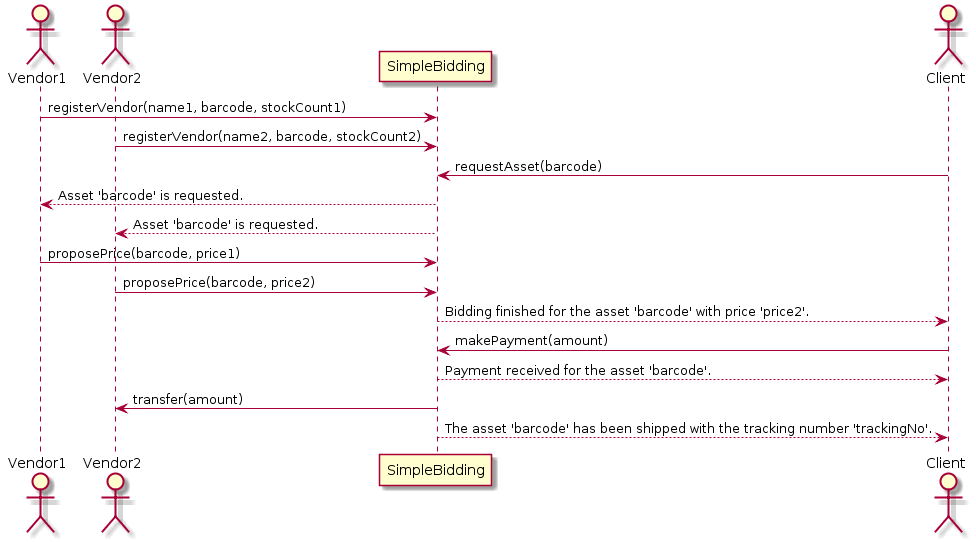 Vendor1
Vendor2
SimpleBidding
Client
registerVendor(name1, barcode, stockCount1)
registerVendor(name2, barcode, stockCount2)
requestAsset(barcode)
Asset 'barcode' is requested.
Asset 'barcode' is requested.
proposePrice(barcode, price1)
proposePrice(barcode, price2)
Bidding finished for the asset 'barcode' with price 'price2'.
makePayment(amount)
Payment received for the asset 'barcode'.
transfer(amount)
The asset 'barcode' has been shipped with the tracking number 'trackingNo'.
Vendor1
Vendor2
SimpleBidding
Client